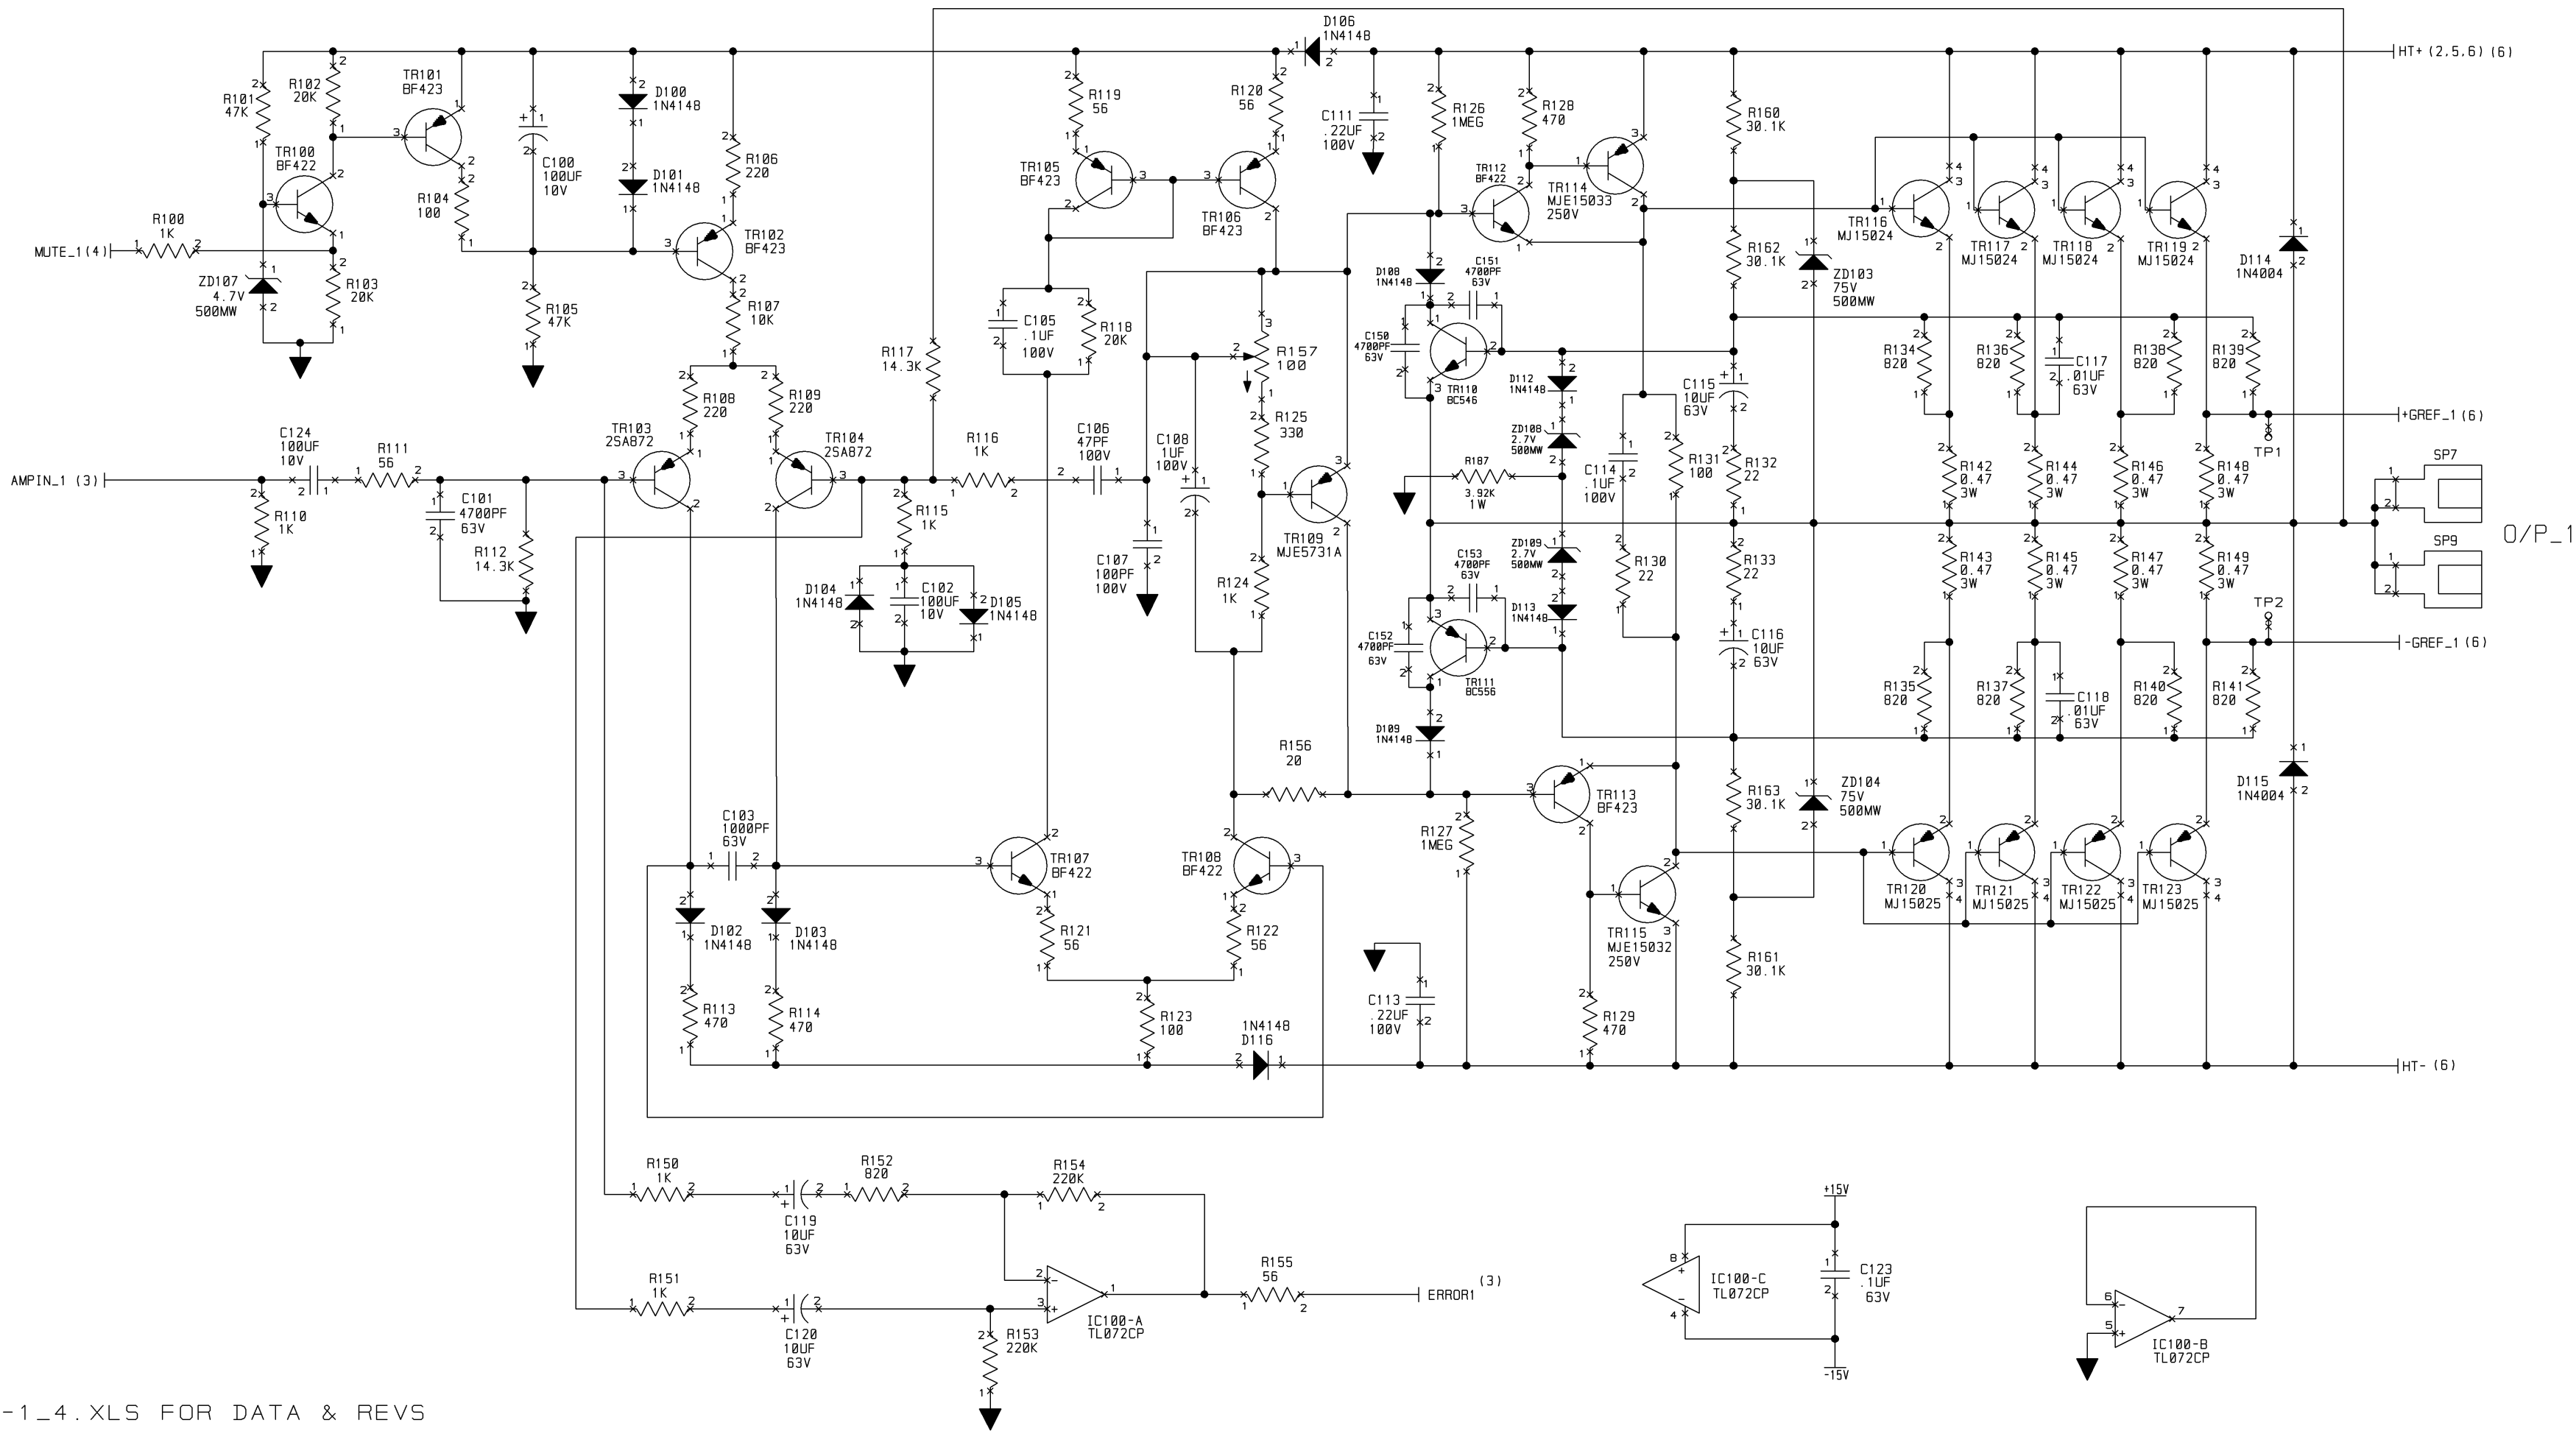 D106
1N4148
HT+ (2,5,6) (6)
R101
47K
R102
20K
TR101
BF423
TR100
BF422
R104
100
C100
100UF
10V
D100
1N4148
D101
1N4148
R106
220
TR102
BF423
MUTE_1(4)
R100
1K
ZD107
4.7V
500MW
R103
20K
R105
47K
R107
10K
R119
56
R120
56
TR105
BF423
TR106
BF423
C111
.22UF
100V
R126
1MEG
R128
470
TR112
BF422
TR114
MJE15033
250V
R160
30.1K
R162
30.1K
ZD103
75V
500MW
TR116
MJ15024
TR117
MJ15024
TR118
MJ15024
TR119
MJ15024
D114
1N4004
C105
.1UF
100V
R118
20K
R117
14.3K
R157
100
R125
330
D108
1N4148
C151
4700PF
63V
C150
4700PF
63V
TR110
BC546
D112
1N4148
ZD108
2.7V
500MW
R187
3.92K
1W
C115
10UF
63V
R134
820
R136
820
C117
.01UF
63V
R138
820
R139
820
+GREF_1(6)
TP1
R108
220
R109
220
TR103
2SA872
TR104
2SA872
C124
100UF
10V
R111
56
AMPIN_1 (3)
R110
1K
C101
4700PF
63V
R112
14.3K
R116
1K
C106
47PF
100V
C108
1UF
100V
R115
1K
C107
100PF
100V
D104
1N4148
C102
100UF
10V
D105
1N4148
R124
1K
TR109
MJE5731A
C114
.1UF
100V
R131
100
R132
22
R142
0.47
3W
R144
0.47
3W
R146
0.47
3W
R148
0.47
3W
SP7
O/P_1
SP9
ZD109
2.7V
500MW
C153
4700PF
63V
D113
1N4148
R130
22
R133
22
R143
0.47
3W
R145
0.47
3W
R147
0.47
3W
R149
0.47
3W
TP2
-GREF_1(6)
C152
4700PF
63V
TR111
BC556
C116
10UF
63V
D109
1N4148
R135
820
R137
820
C118
.01UF
63V
R140
820
R141
820
R156
20
TR113
BF423
R163
30.1K
ZD104
75V
500MW
D115
1N4004
C103
1000PF
63V
TR107
BF422
TR108
BF422
R127
1MEG
TR115
MJE15032
250V
TR120
MJ15025
TR121
MJ15025
TR122
MJ15025
TR123
MJ15025
D102
1N4148
D103
1N4148
R121
56
R122
56
R161
30.1K
R113
470
R114
470
R123
100
1N4148
D116
C113
.22UF
100V
R129
470
HT- (6)
R150
1K
R152
820
R154
220K
C119
10UF
63V
R151
1K
C120
10UF
63V
R153
220K
IC100-A
TL072CP
R155
56
ERROR1
(3)
+15V
IC100-C
TL072CP
C123
.1UF
63V
-15V
IC100-B
TL072CP
-1_4.XLS FOR DATA & REVS